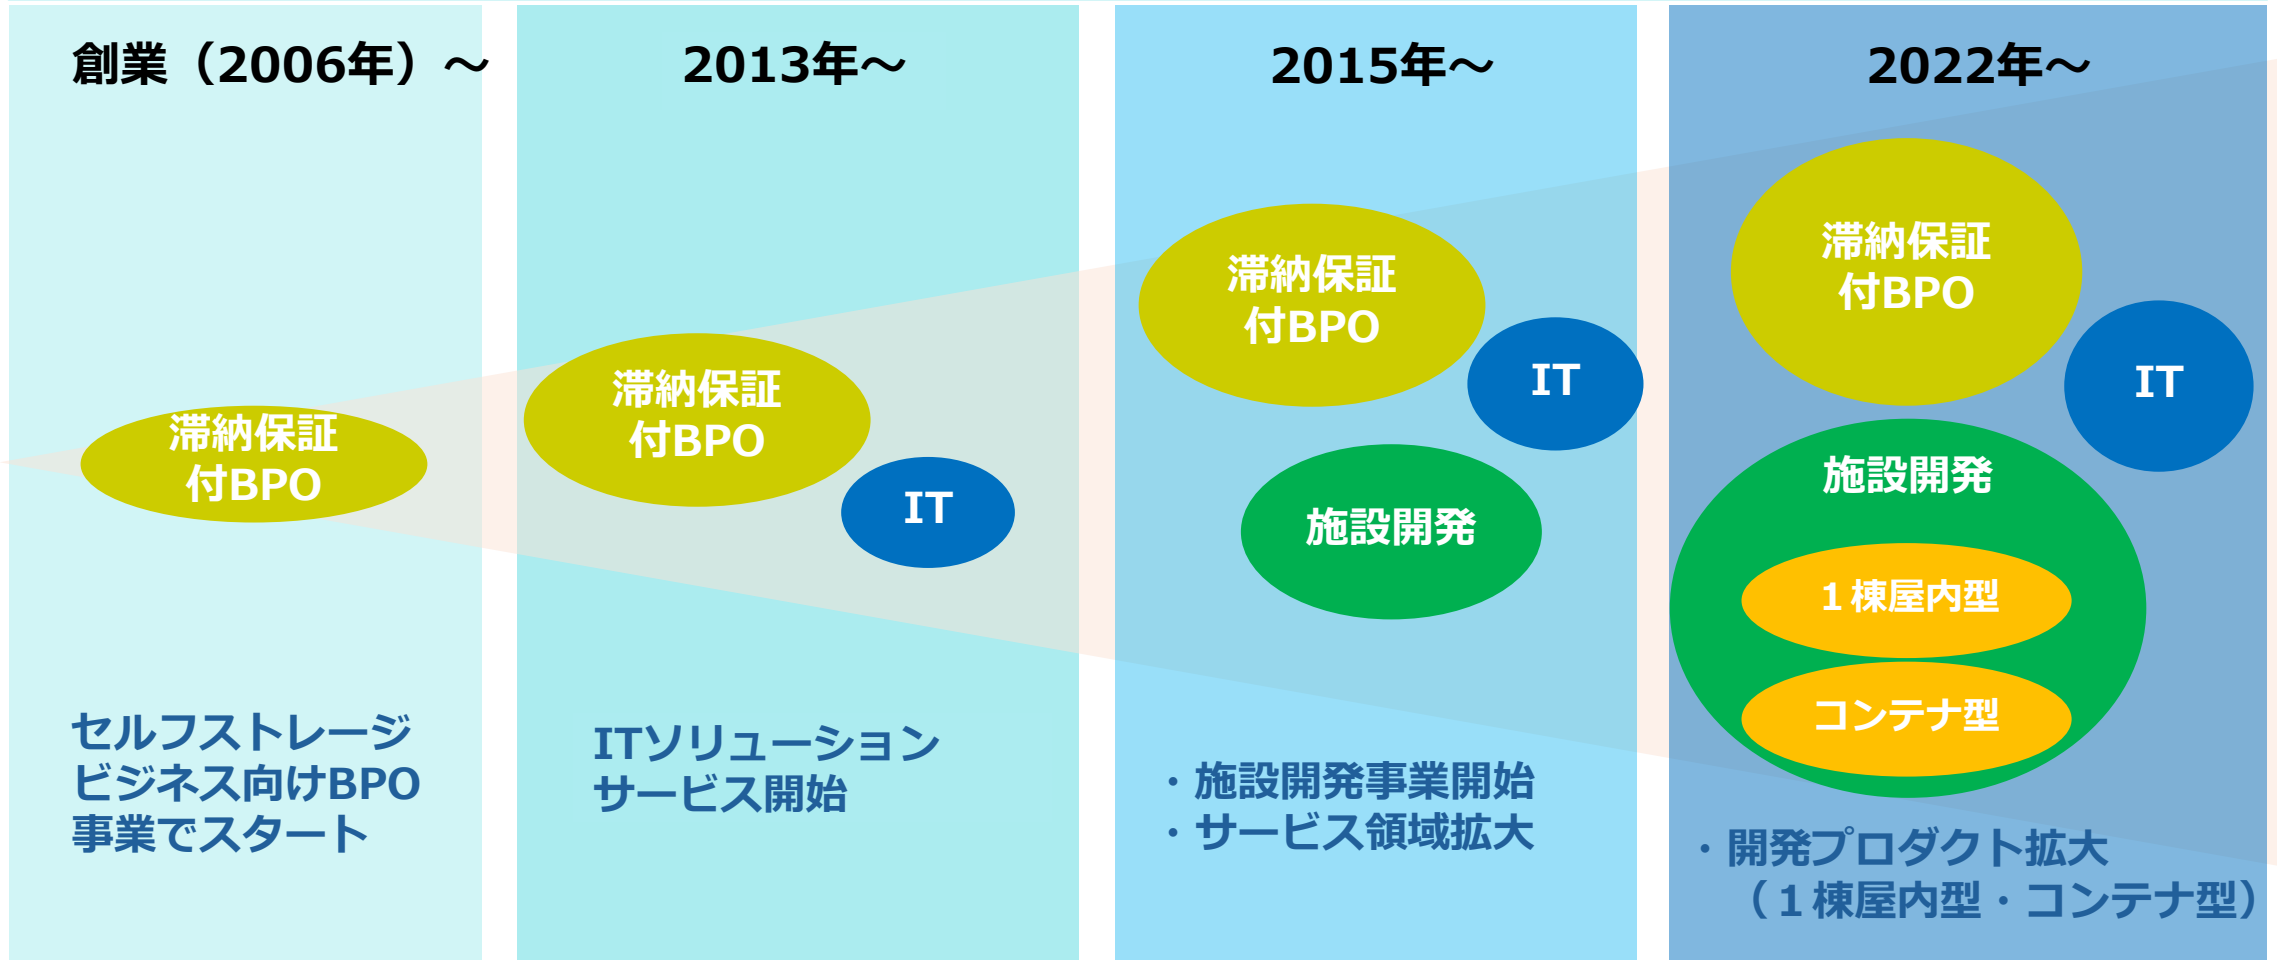 創業（2006年）～
滞納保証
付BPO
セルフストレージ
ビジネス向けBPO
事業でスタート
2013年～
滞納保証
付BPO
IT
ITソリューション
サービス開始
2015年～
滞納保証
付BPO
IT
施設開発
・施設開発事業開始
・サービス領域拡大
2022年～
滞納保証
付BPO
IT
施設開発
１棟屋内型
コンテナ型
・開発プロダクト拡大
（１棟屋内型・コンテナ型）